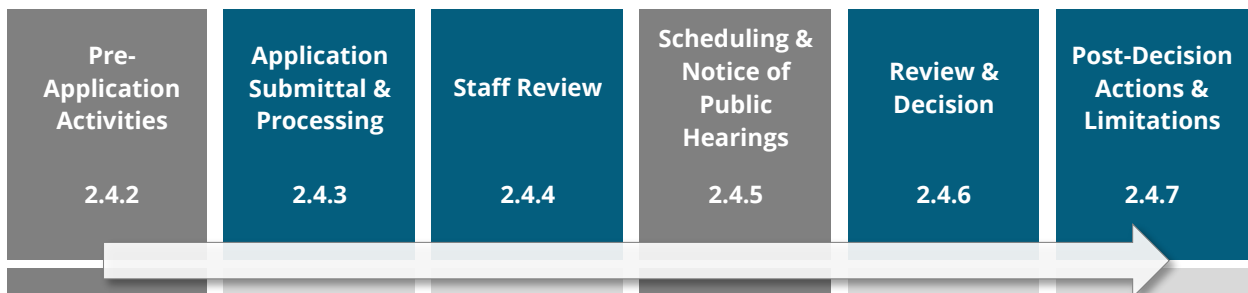 Pre-
Application
Activities
2.4.2
Application
Submittal &
Processing
2.4.3
Staff Review
2.4.4
Scheduling &
Notice of
Public
Hearings
2.4.5
Review &
Decision
2.4.6
Post-Decision
Actions &
Limitations
2.4.7